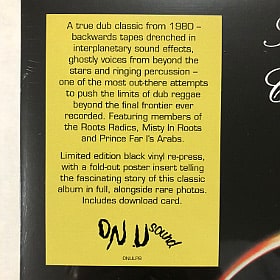 A true dub classic from 1980 –
backwards tapes drenched in
interplanetary sound effects,
ghostly voices from beyond the
stars and ringing percussion –
one of the most out-there attempts
to push the limits of dub reggae
beyond the final frontier ever
recorded. Featuring members of
the Roots Radics, Misty In Roots
and Prince Far I's Arabs.
Limited edition black vinyl re-press,
with a fold-out poster insert telling
the fascinating story of this classic
album in full, alongside rare photos.
Includes download card.
ON U sound
ONULP8